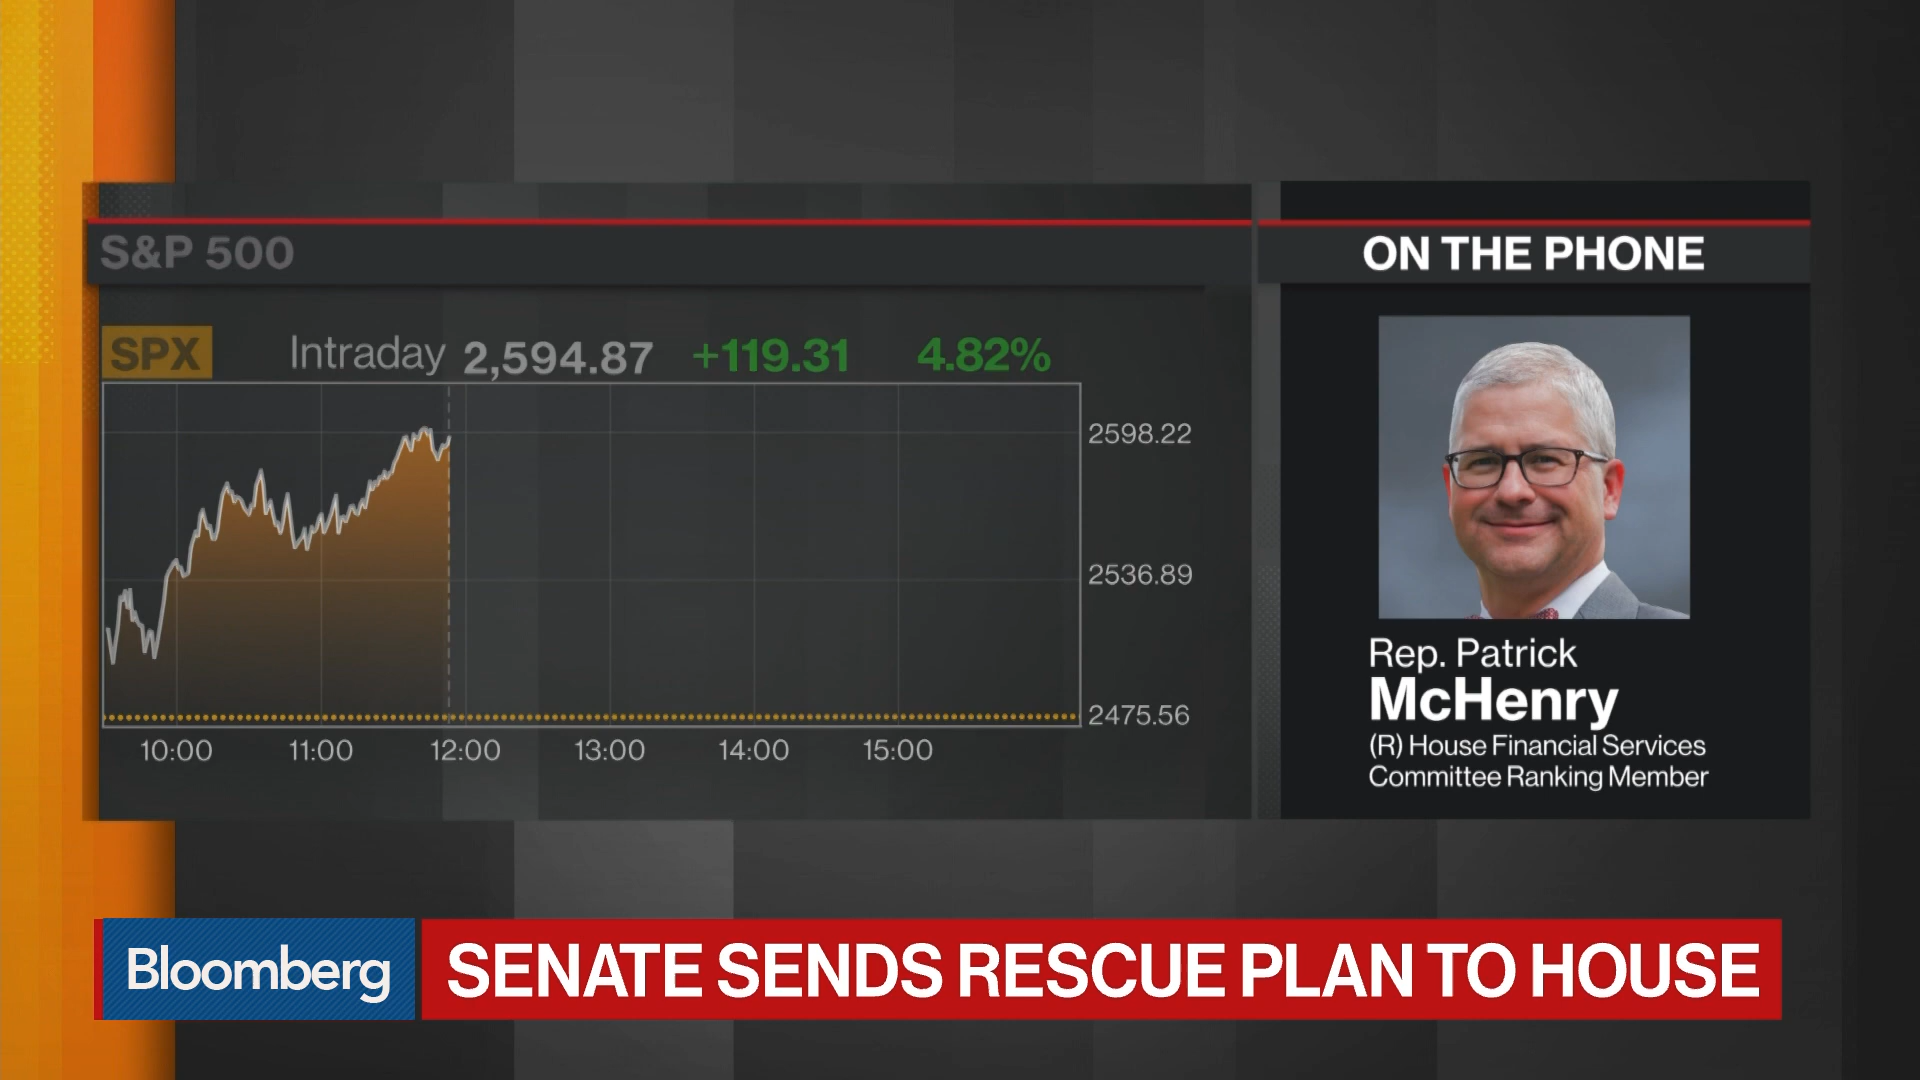 S&P 500
SPX Intraday 2,594.87 +119.31 4.82%
2598.22
2536.89
2475.56
10:00 11:00 12:00 13:00 14:00 15:00
ON THE PHONE
Rep. Patrick
McHenry
(R) House Financial Services
Committee Ranking Member
Bloomberg
SENATE SENDS RESCUE PLAN TO HOUSE